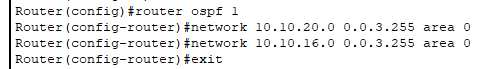 Router(config)#router ospf 1
Router(config-router)#network 10.10.20.0 0.0.3.255 area 0
Router(config-router)#network 10.10.16.0 0.0.3.255 area 0
Router(config-router)#exit